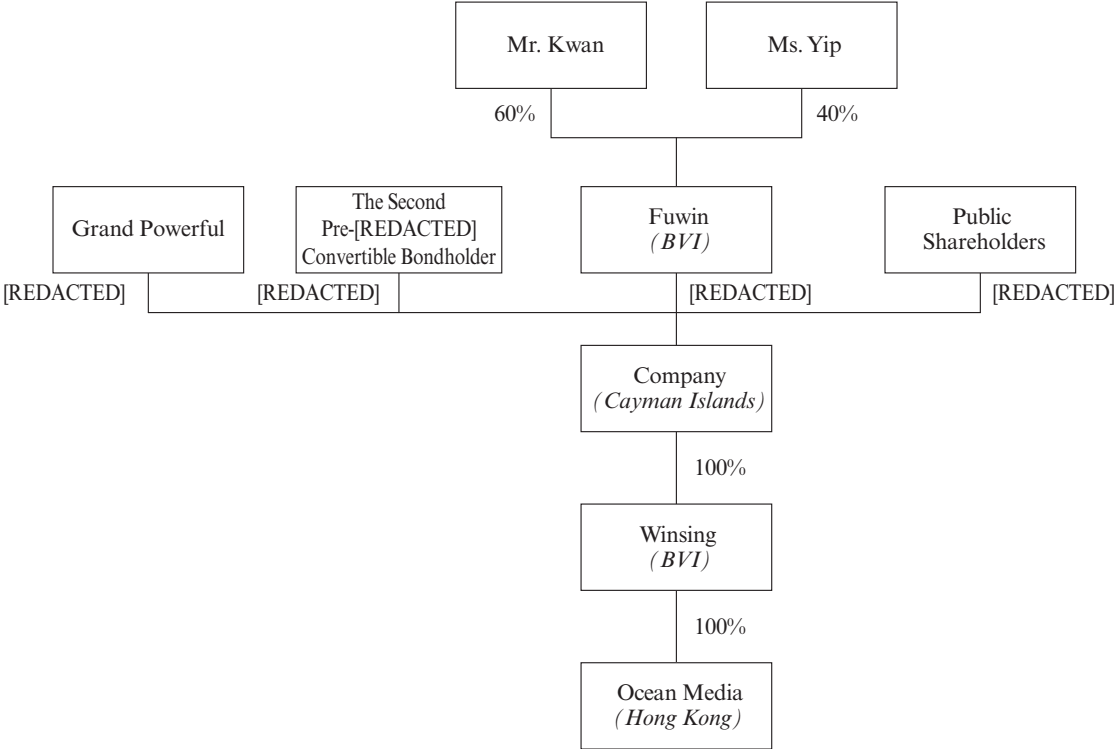 Mr. Kwan
Ms. Yip
60%
40%
Grand Powerful
The Second
Pre-[REDACTED]
Convertible Bondholder
Fuwin
(BVI)
Public
Shareholders
[REDACTED]
[REDACTED]
[REDACTED]
[REDACTED]
Company
(Cayman Islands)
100%
Winsing
(BVI)
100%
Ocean Media
(Hong Kong)